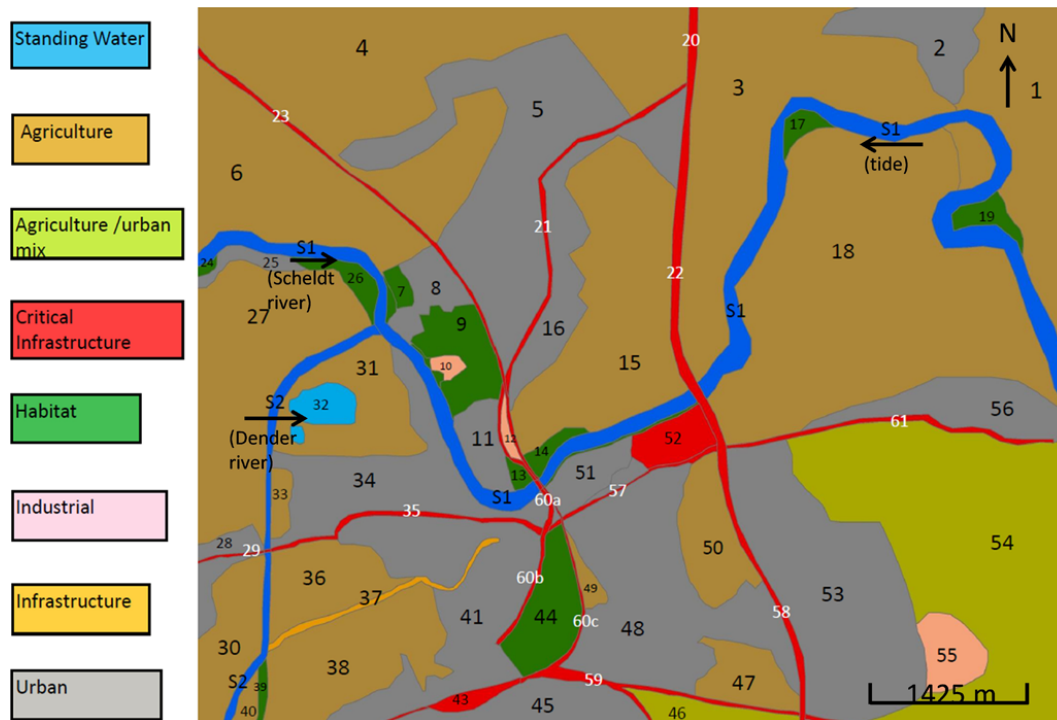 Standing Water
Agriculture
Agriculture /urban
mix
Critical
Infrastructure
Habitat
Industrial
Infrastructure
Urban
20
4
2
N
3
1
5
23
17
S1
(tide)
6
21
19
24
25
S1
26
(Scheldt
river)
7
8
22
18
27
9
S1
16
31
10
15
32
S2
(Dender
river)
11
12
56
61
52
14
13
51
34
33
57
S1
60a
35
28
29
50
54
36
37
60b
49
53
41
44
60c
48
58
30
38
55
S2
39
40
43
59
47
45
46
1425 m